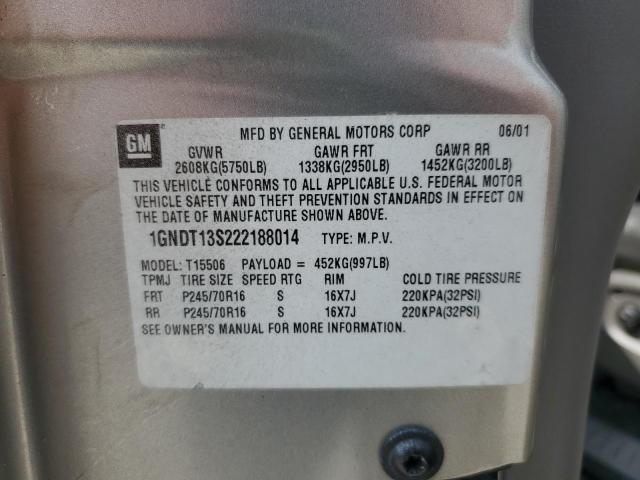 GM
MFD BY GENERAL MOTORS CORP 06/01
GVWR GAWR FRT GAWR RR
2608KG(5750LB) 1338KG(2950LB) 1452KG(3200LB)
THIS VEHICLE CONFORMS TO ALL APPLICABLE U.S. FEDERAL MOTOR
VEHICLE SAFETY AND THEFT PREVENTION STANDARDS IN EFFECT ON
THE DATE OF MANUFACTURE SHOWN ABOVE.
1GNDT13S222188014 TYPE: M.P.V.
MODEL: T15506 PAYLOAD = 452KG(997LB)
TPMJ TIRE SIZE SPEED RTG RIM COLD TIRE PRESSURE
FRT P245/70R16 S 16X7J 220KPA(32PSI)
RR P245/70R16 S 16X7J 220KPA(32PSI)
SEE OWNER'S MANUAL FOR MORE INFORMATION.